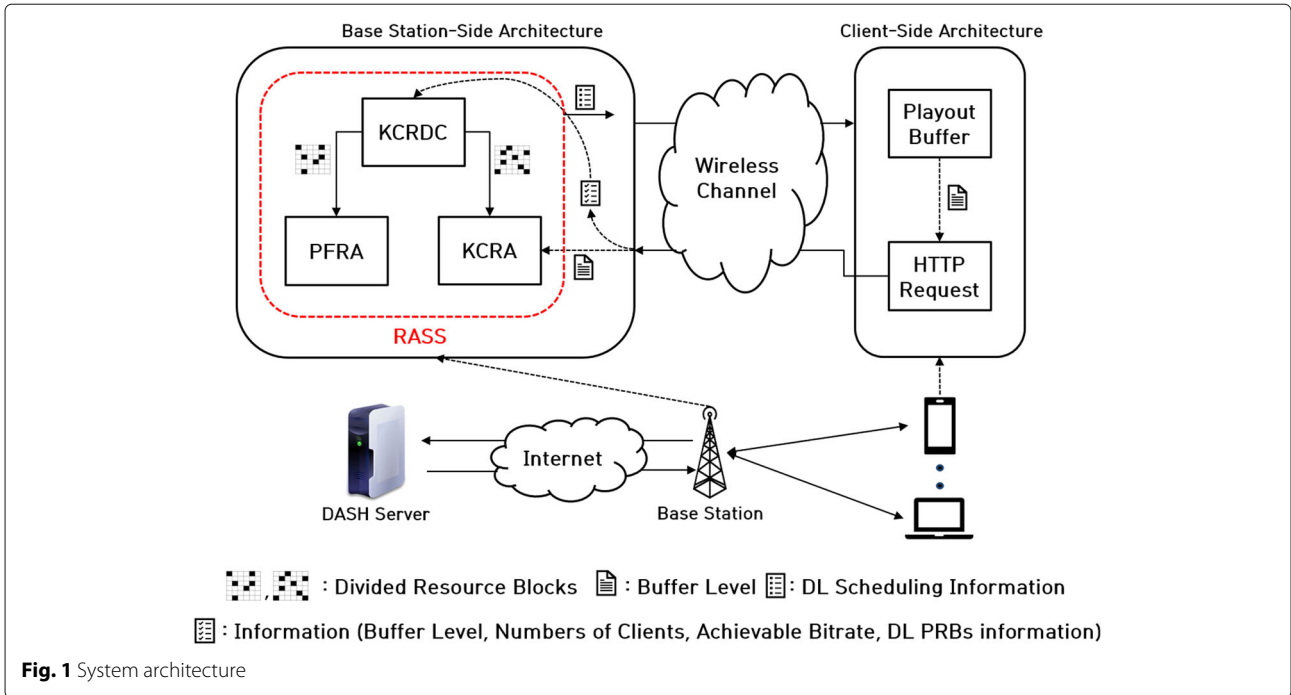 Base Station-Side Architecture
Client-Side Architecture
KCRDC
PFRA
KCRA
RASS
Wireless
Channel
Playout
Buffer
HTTP
Request
DASH Server
Internet
Base Station
, : Divided Resource Blocks : Buffer Level : DL Scheduling Information
: Information (Buffer Level, Numbers of Clients, Achievable Bitrate, DL PRBs information)
Fig. 1 System architecture